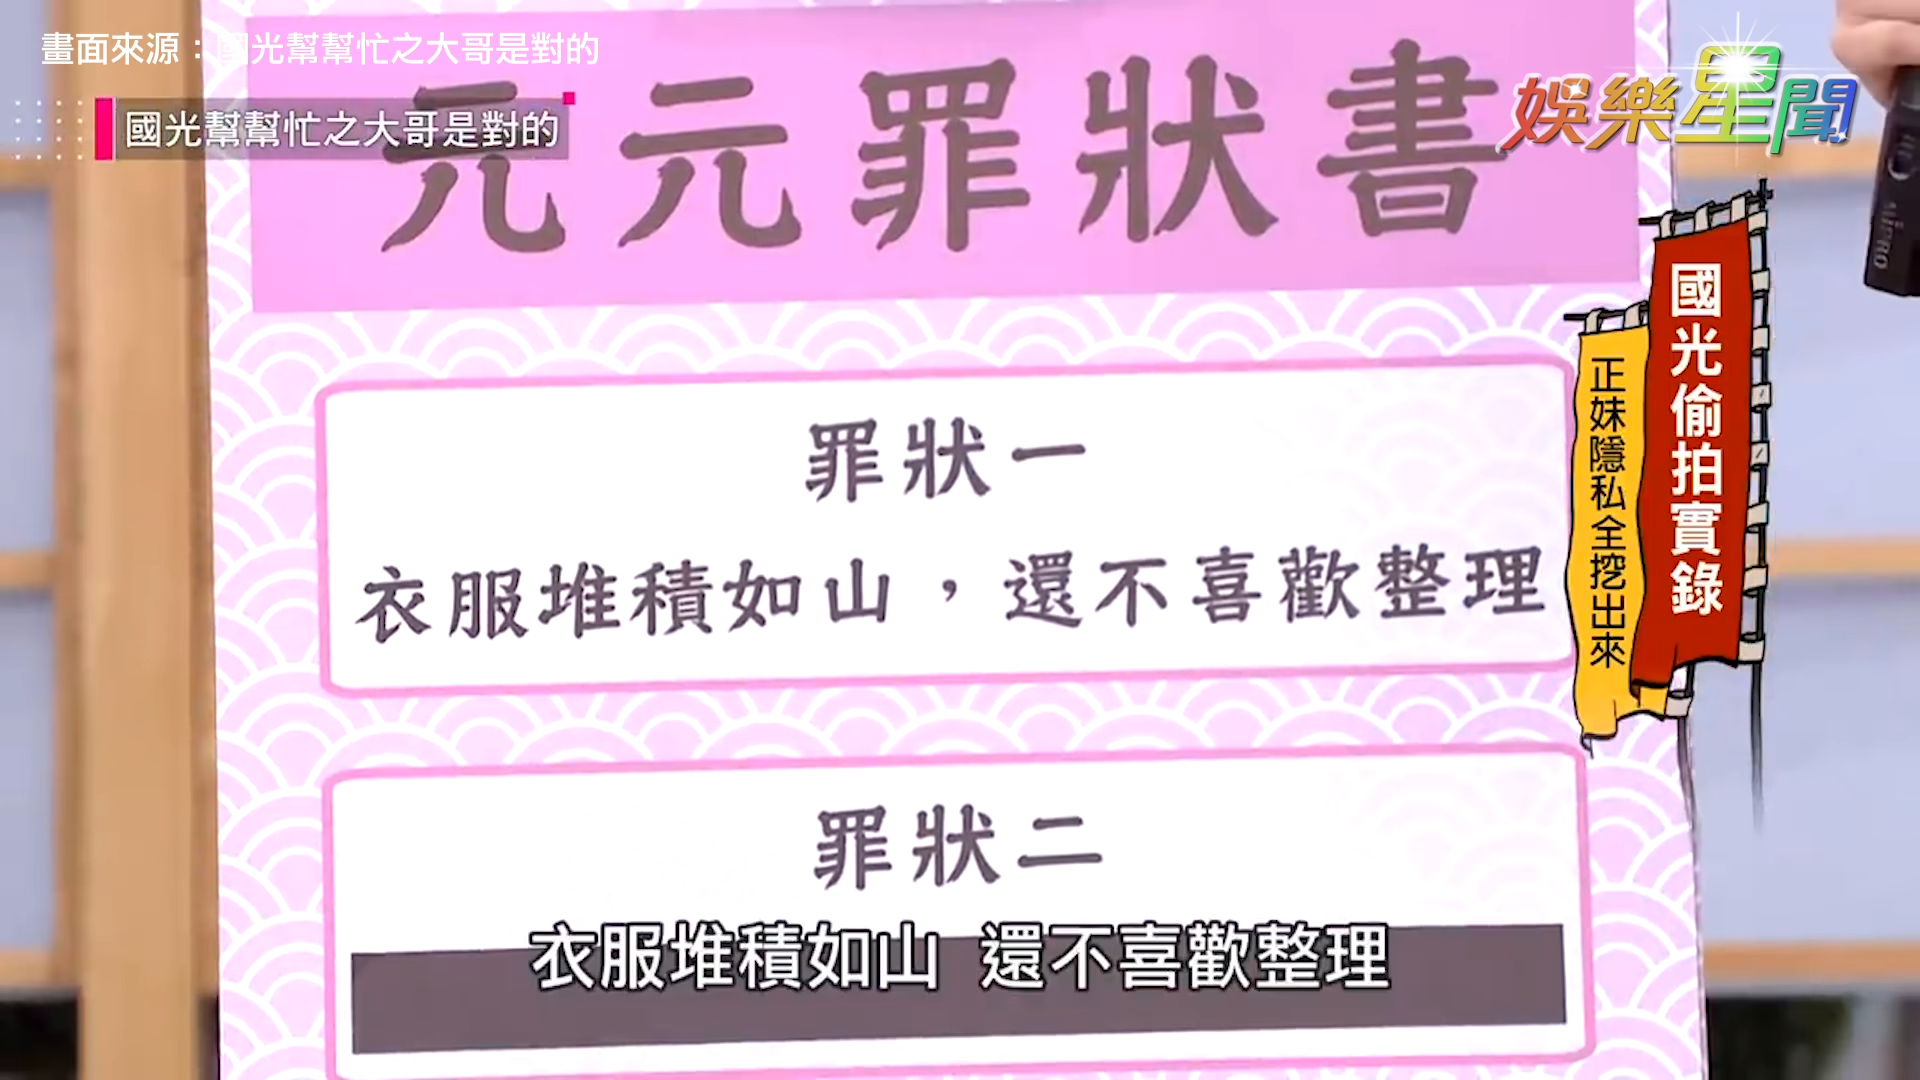 畫面來源：國光幫幫忙之大哥是對的
國光幫幫忙之大哥是對的
娛樂星聞
元元罪狀書
國光偷拍實錄
正妹隱私全挖出來
罪狀一
衣服堆積如山，還不喜歡整理
罪狀二
衣服堆積如山 還不喜歡整理
MIPRO